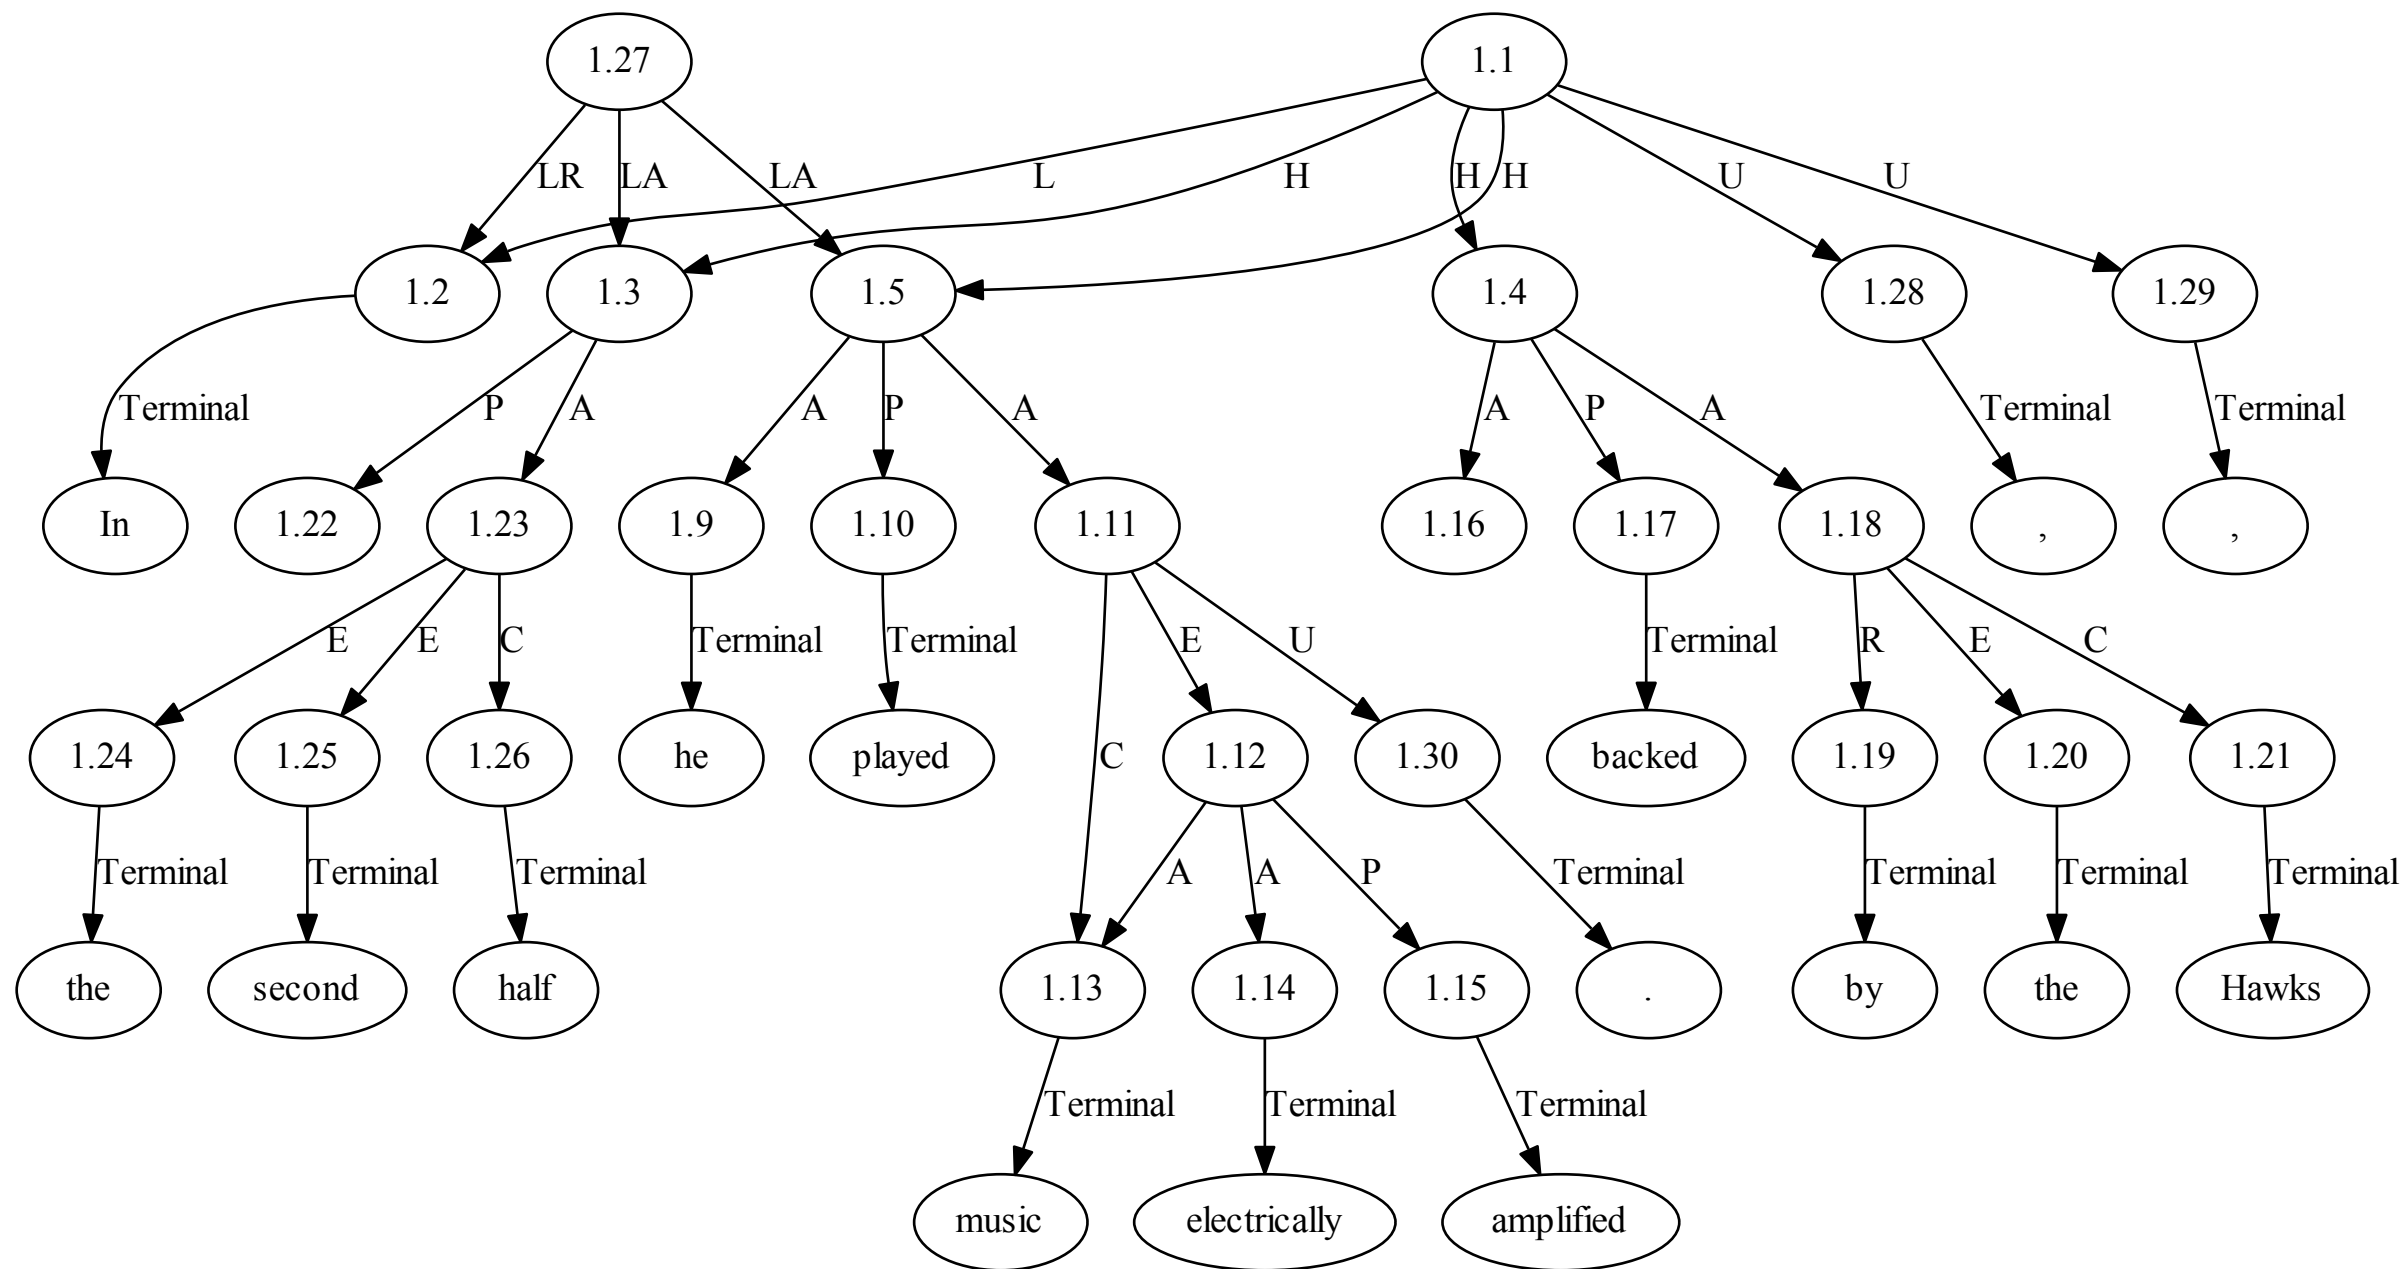 1.27 1.1
LR LA LA L H H H U U
1.2 1.3 1.5 1.4 1.28 1.29
Terminal P A A P A A P A Terminal Terminal
In 1.22 1.23 1.9 1.10 1.11 1.16 1.17 1.18 , ,
E E C Terminal Terminal E U Terminal R E C
1.24 1.25 1.26 he played C 1.12 1.30 backed 1.19 1.20 1.21
Terminal Terminal Terminal A A P Terminal Terminal Terminal Terminal
the second half 1.13 1.14 1.15 . by the Hawks
Terminal Terminal Terminal
music electrically amplified